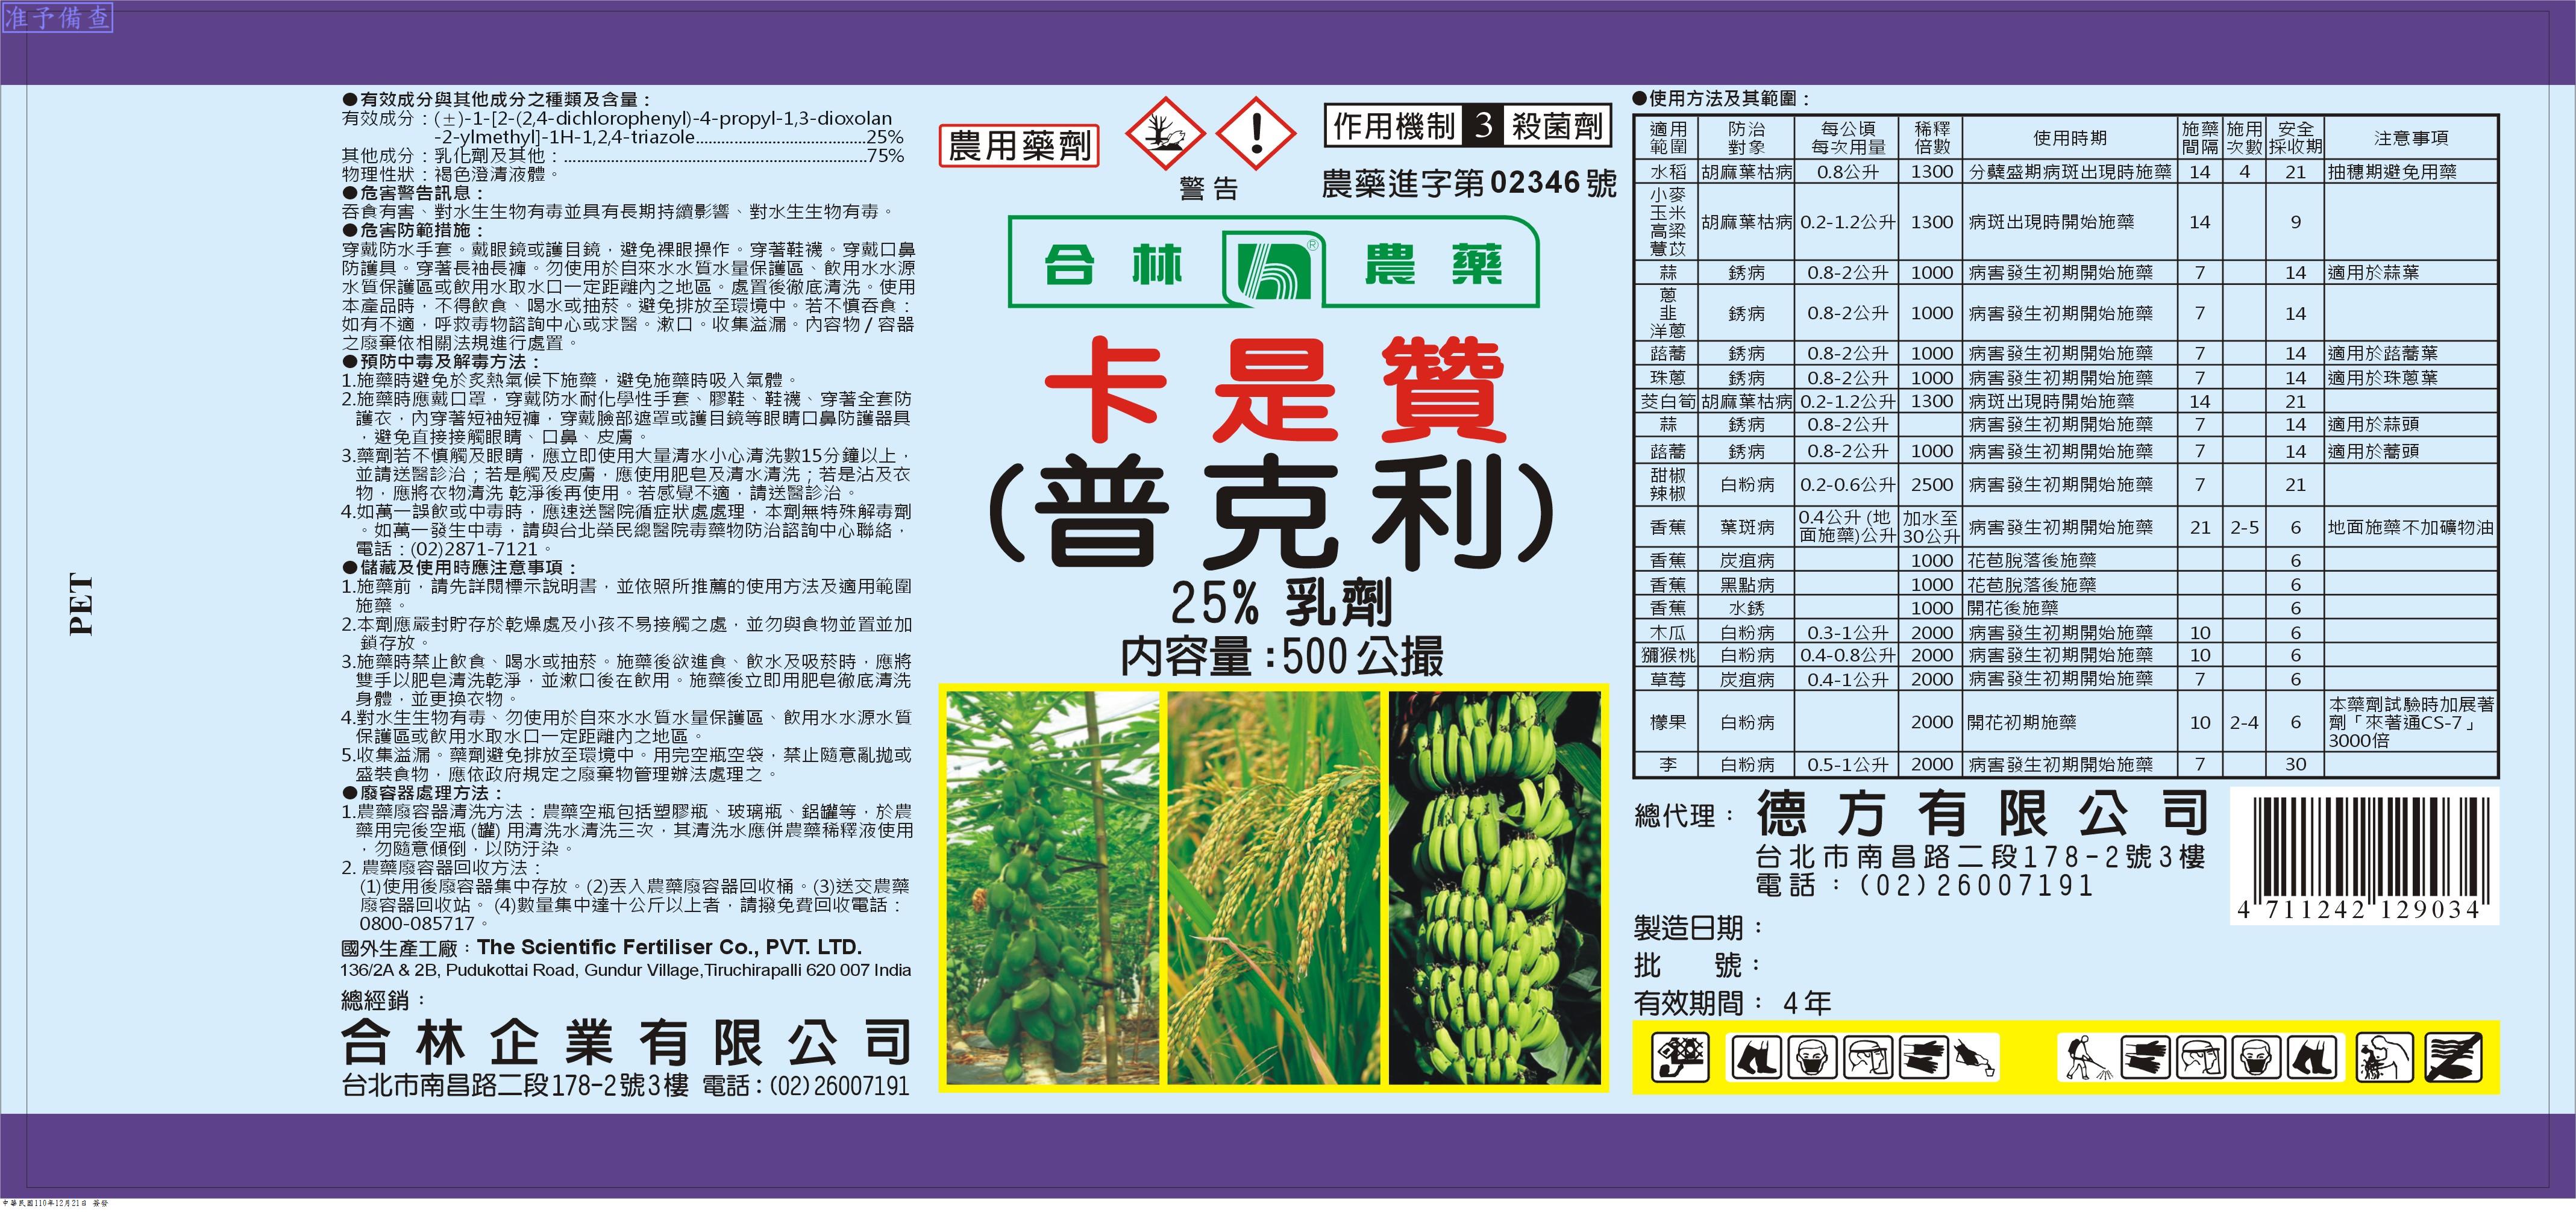 准予備查
PET
●有效成分與其他成分之種類及含量：
有效成分：(±)-1-[2-(2,4-dichlorophenyl)-4-propyl-1,3-dioxolan
-2-ylmethyl]-1H-1,2,4-triazole......................................25%
其他成分：乳化劑及其他：....................................................................75%
物理性狀：褐色澄清液體。
●危害警告訊息：
吞食有害、對水生生物有毒並具有長期持續影響、對水生生物有毒。
●危害防範措施：
穿戴防水手套。戴眼鏡或護目鏡，避免裸眼操作。穿著鞋襪。穿戴口鼻
防護具。穿著長袖長褲。勿使用於自來水水質水量保護區、飲用水水源
水質保護區或飲用水取水口一定距離內之地區。處置後徹底清洗。使用
本產品時，不得飲食、喝水或抽菸。避免排放至環境中。若不慎吞食：
如有不適，呼救毒物諮詢中心或求醫。漱口。收集溢漏。內容物/容器
之廢棄依相關法規進行處置。
●預防中毒及解毒方法：
1.施藥時避免於炙熱氣候下施藥，避免施藥時吸入氣體。
2.施藥時應戴口罩，穿戴防水耐化學性手套、膠鞋、鞋襪、穿著全套防
護衣，內穿著短袖短褲，穿戴臉部遮罩或護目鏡等眼睛口鼻防護器具
，避免直接接觸眼睛、口鼻、皮膚。
3.藥劑若不慎觸及眼睛，應立即使用大量清水小心清洗數15分鐘以上，
並請送醫診治；若是觸及皮膚，應使用肥皂及清水清洗；若是沾及衣
物，應將衣物清洗 乾淨後再使用。若感覺不適，請送醫診治。
4.如萬一誤飲或中毒時，應速送醫院循症狀處處理，本劑無特殊解毒劑
。如萬一發生中毒，請與台北榮民總醫院毒藥物防治諮詢中心聯絡，
電話：(02)2871-7121。
●儲藏及使用時應注意事項：
1.施藥前，請先詳閱標示說明書，並依照所推薦的使用方法及適用範圍
施藥。
2.本劑應嚴封貯存於乾燥處及小孩不易接觸之處，並勿與食物並置並加
鎖存放。
3.施藥時禁止飲食、喝水或抽菸。施藥後欲進食、飲水及吸菸時，應將
雙手以肥皂清洗乾淨，並漱口後在飲用。施藥後立即用肥皂徹底清洗
身體，並更換衣物。
4.對水生生物有毒、勿使用於自來水水質水量保護區、飲用水水源水質
保護區或飲用水取水口一定距離內之地區。
5.收集溢漏。藥劑避免排放至環境中。用完空瓶空袋，禁止隨意亂拋或
盛裝食物，應依政府規定之廢棄物管理辦法處理之。
●廢容器處理方法：
1.農藥廢容器清洗方法：農藥空瓶包括塑膠瓶、玻璃瓶、鋁罐等，於農
藥用完後空瓶(罐)用清洗水清洗三次，其清洗水應併農藥稀釋液使用
，勿隨意傾倒，以防汙染。
2. 農藥廢容器回收方法：
(1)使用後廢容器集中存放。(2)丟入農藥廢容器回收桶。(3)送交農藥
廢容器回收站。(4)數量集中達十公斤以上者，請撥免費回收電話：
0800-085717。
國外生產工廠：The Scientific Fertiliser Co., PVT. LTD.
136/2A & 2B, Pudukottai Road, Gundur Village,Tiruchirapalli 620 007 India
總經銷：
合林企業有限公司
台北市南昌路二段178-2號3樓 電話：(02)26007191
農用藥劑
警告
作用機制 3 殺菌劑
農藥進字第02346號
合林 ® 農藥
卡是贊
(普克利)
25% 乳劑
內容量：500公撮
●使用方法及其範圍：
適用範圍 防治對象 每公頃每次用量 稀釋倍數 使用時期 施藥間隔 施用次數 安全採收期 注意事項
水稻 胡麻葉枯病 0.8公升 1300 分蘗盛期病斑出現時施藥 14 4 21 抽穗期避免用藥
小麥 玉米 高粱 薏苡 胡麻葉枯病 0.2-1.2公升 1300 病斑出現時開始施藥 14 9
蒜 銹病 0.8-2公升 1000 病害發生初期開始施藥 7 14 適用於蒜葉
蔥 韭 洋蔥 銹病 0.8-2公升 1000 病害發生初期開始施藥 7 14
蕗蕎 銹病 0.8-2公升 1000 病害發生初期開始施藥 7 14 適用於蕗蕎葉
珠蔥 銹病 0.8-2公升 1000 病害發生初期開始施藥 7 14 適用於珠蔥葉
茭白筍 胡麻葉枯病 0.2-1.2公升 1300 病斑出現時開始施藥 14 21
蒜 銹病 0.8-2公升 病害發生初期開始施藥 7 14 適用於蒜頭
蕗蕎 銹病 0.8-2公升 1000 病害發生初期開始施藥 7 14 適用於蕎頭
甜椒 辣椒 白粉病 0.2-0.6公升 2500 病害發生初期開始施藥 7 21
香蕉 葉斑病 0.4公升(地面施藥)公升 加水至30公升 病害發生初期開始施藥 21 2-5 6 地面施藥不加礦物油
香蕉 炭疽病 1000 花苞脫落後施藥 6
香蕉 黑點病 1000 花苞脫落後施藥 6
香蕉 水銹 1000 開花後施藥 6
木瓜 白粉病 0.3-1公升 2000 病害發生初期開始施藥 10 6
獼猴桃 白粉病 0.4-0.8公升 2000 病害發生初期開始施藥 10 6
草莓 炭疽病 0.4-1公升 2000 病害發生初期開始施藥 7 6
檬果 白粉病 2000 開花初期施藥 10 2-4 6 本藥劑試驗時加展著劑「來著通CS-7」3000倍
李 白粉病 0.5-1公升 2000 病害發生初期開始施藥 7 30
總代理：德方有限公司
台北市南昌路二段178-2號3樓
電話：(02)26007191
4 711242 129034
製造日期：
批 號：
有效期間：4年
中華民國110年12月21日 簽發